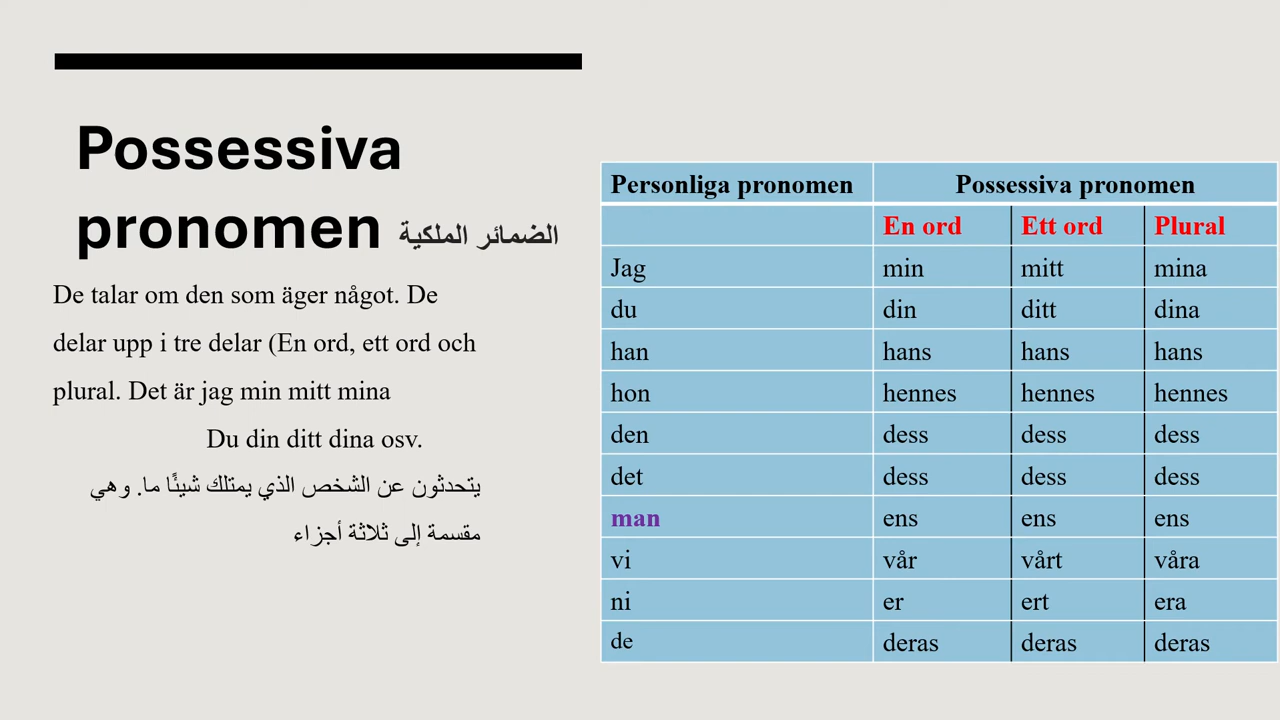 Possessiva
pronomen الضمائر الملكية
De talar om den som äger något. De
delar upp i tre delar (En ord, ett ord och
plural. Det är jag min mitt mina
Du din ditt dina osv.
يتحدثون عن الشخص الذي يمتلك شيئًا ما. وهي
مقسمة إلى ثلاثة أجزاء
Personliga pronomen Possessiva pronomen
En ord Ett ord Plural
Jag min mitt mina
du din ditt dina
han hans hans hans
hon hennes hennes hennes
den dess dess dess
det dess dess dess
man ens ens ens
vi vår vårt våra
ni er ert era
de deras deras deras